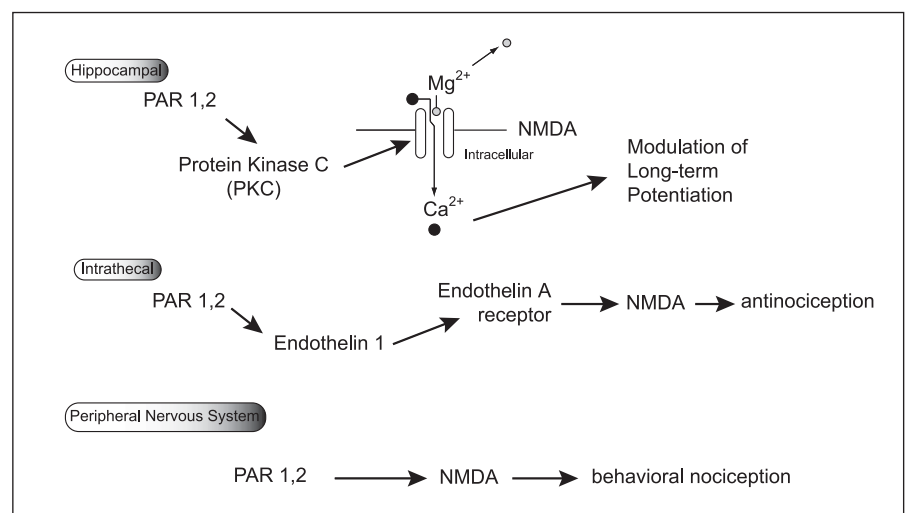 Hippocampal
PAR 1,2
Protein Kinase C
(PKC)
Mg2+
NMDA
Intracellular
Ca2+
Modulation of
Long-term
Potentiation
Intrathecal
PAR 1,2
Endothelin 1
Endothelin A
receptor
NMDA
antinociception
Peripheral Nervous System
PAR 1,2
NMDA
behavioral nociception